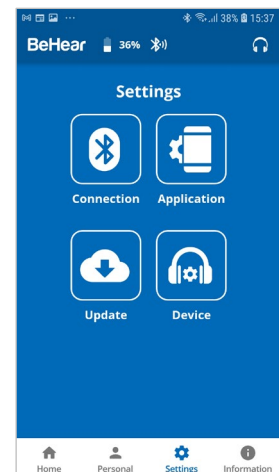 38% 15:37
BeHear 36%
Settings
Connection Application
Update Device
Home Personal Settings Information